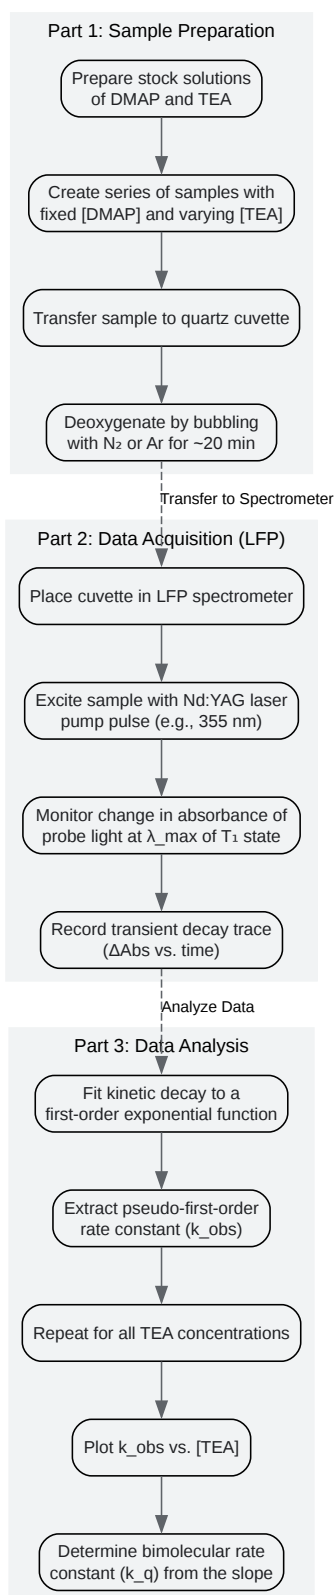 Part 1: Sample Preparation
Prepare stock solutions
of DMAP and TEA
Create series of samples with
fixed [DMAP] and varying [TEA]
Transfer sample to quartz cuvette
Deoxygenate by bubbling
with N₂ or Ar for ~20 min
Transfer to Spectrometer
Part 2: Data Acquisition (LFP)
Place cuvette in LFP spectrometer
Excite sample with Nd:YAG laser
pump pulse (e.g., 355 nm)
Monitor change in absorbance of
probe light at λ_max of T₁ state
Record transient decay trace
(ΔAbs vs. time)
Analyze Data
Part 3: Data Analysis
Fit kinetic decay to a
first-order exponential function
Extract pseudo-first-order
rate constant (k_obs)
Repeat for all TEA concentrations
Plot k_obs vs. [TEA]
Determine bimolecular rate
constant (k_q) from the slope